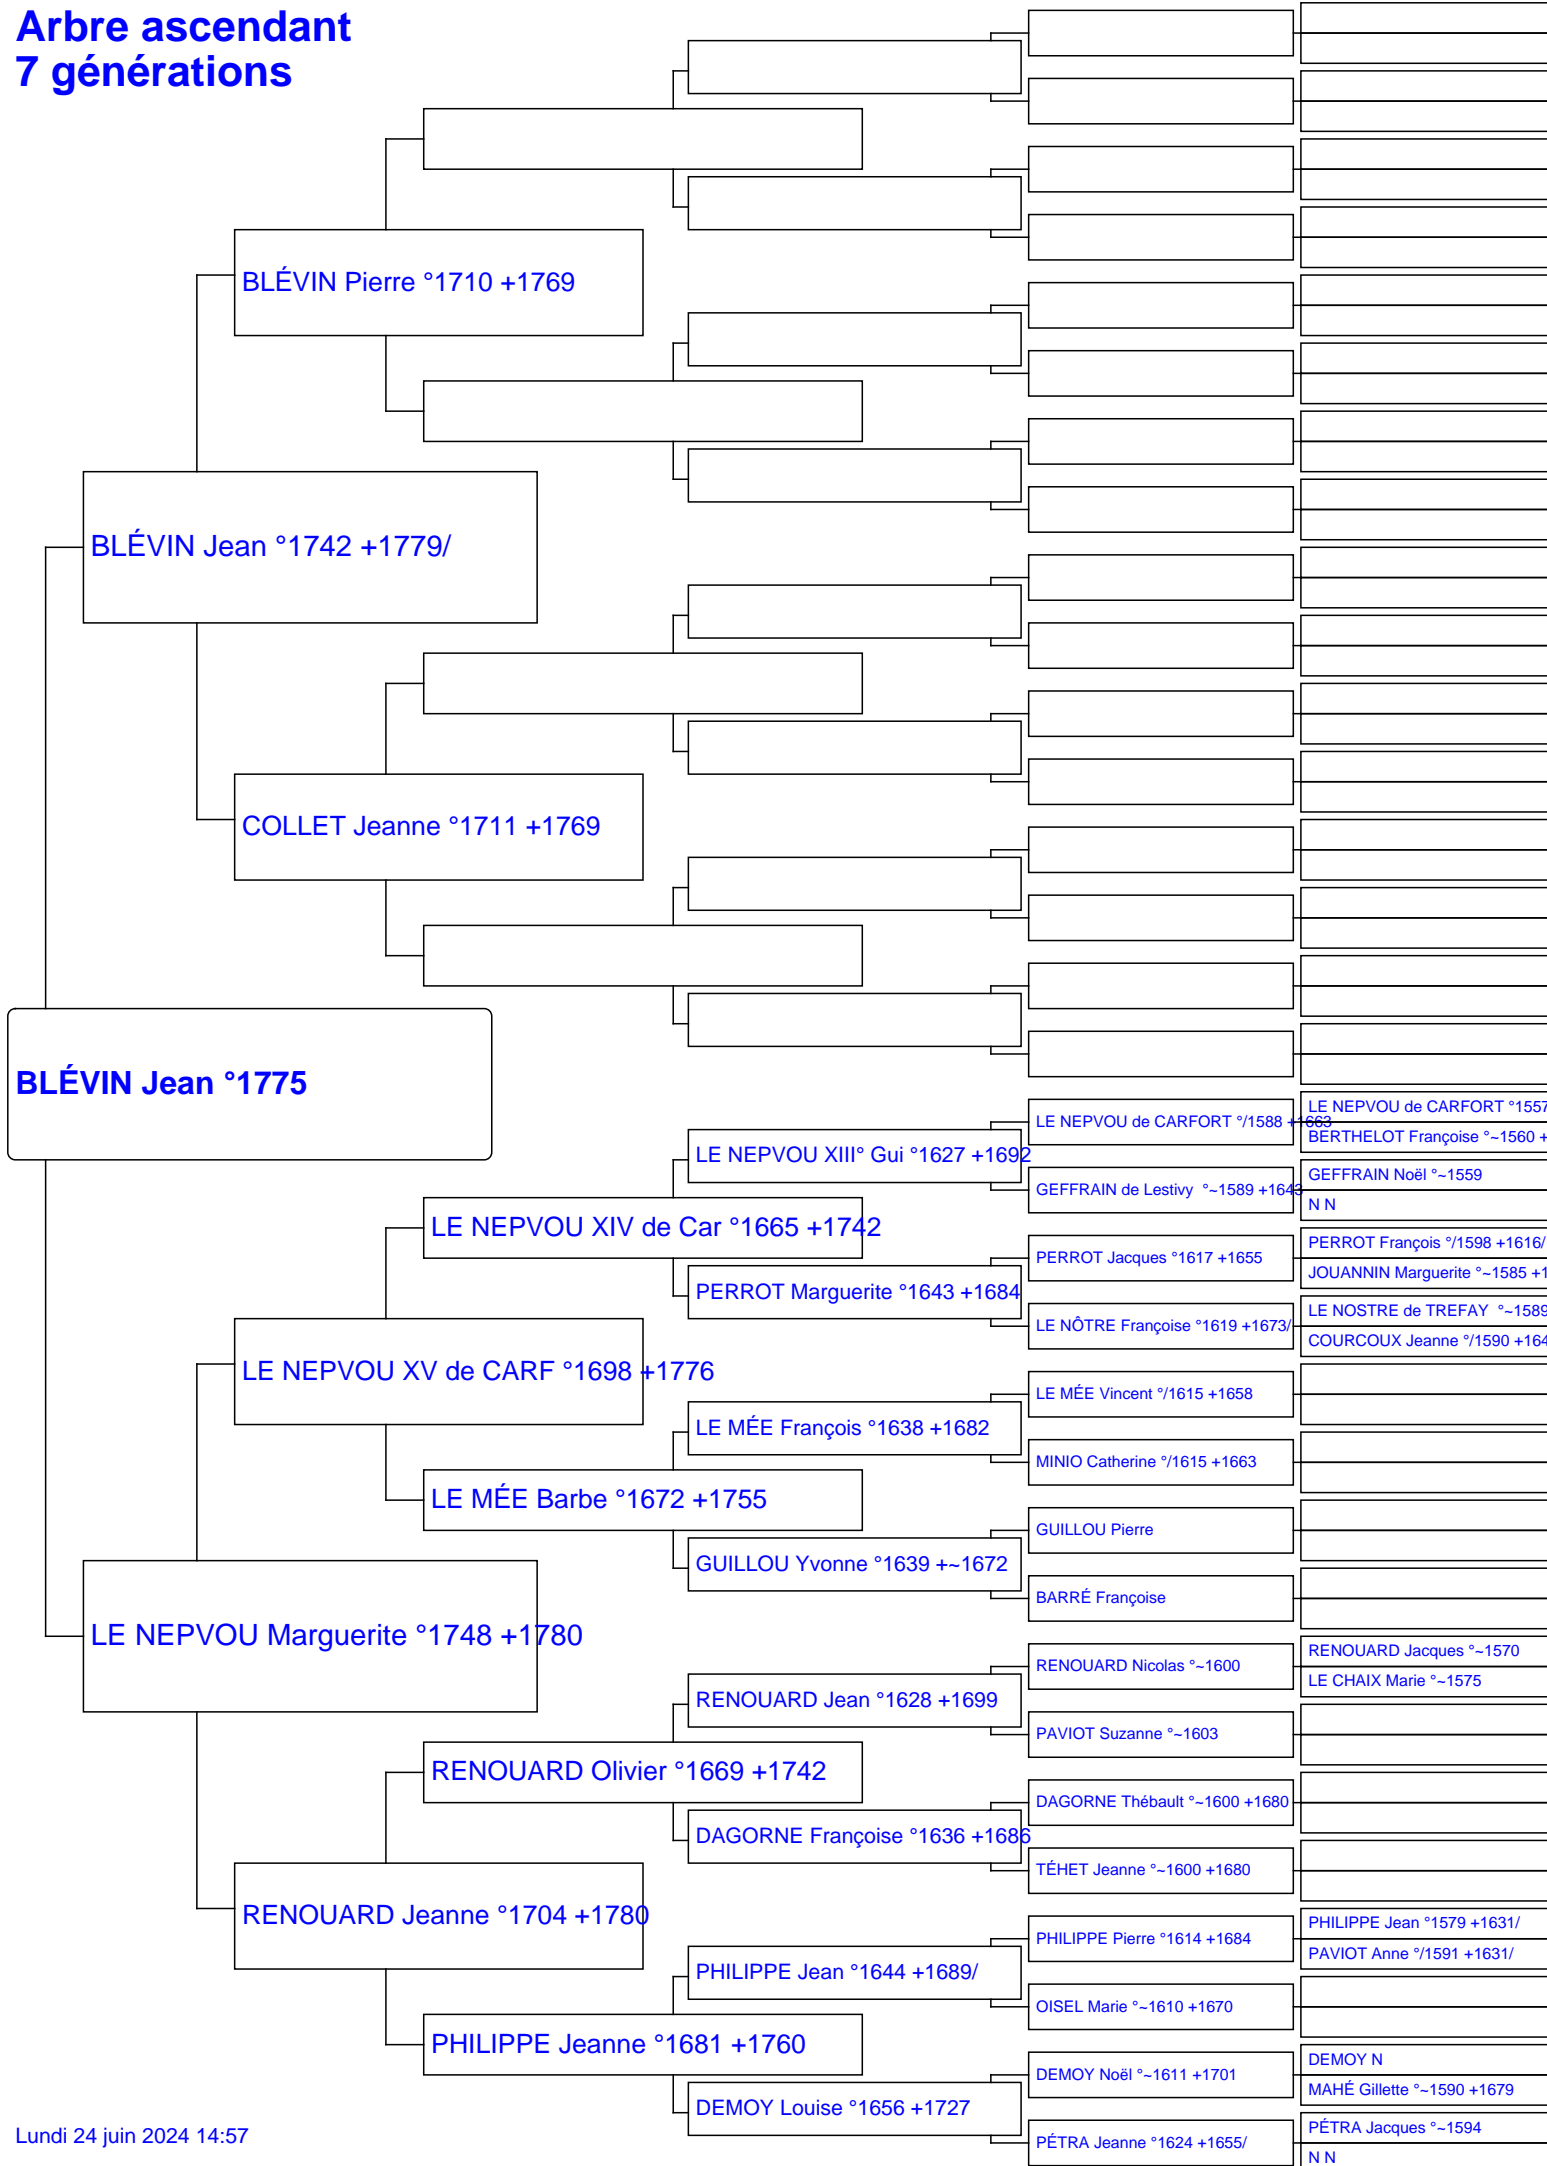 Arbre ascendant
7 générations
BLÉVIN Pierre °1710 +1769
BLÉVIN Jean °1742 +1779/
COLLET Jeanne °1711 +1769
BLÉVIN Jean °1775
LE NEPVOU de CARFORT °/1588 +1663
LE NEPVOU de CARFORT °1557
BERTHELOT Françoise °~1560 +
LE NEPVOU XIII° Gui °1627 +1692
GEFFRAIN de Lestivy °~1589 +1643
GEFFRAIN Noël °~1559
N N
LE NEPVOU XIV de Car °1665 +1742
PERROT Jacques °1617 +1655
PERROT François °/1598 +1616/
JOUANNIN Marguerite °~1585 +1
PERROT Marguerite °1643 +1684
LE NÔTRE Françoise °1619 +1673/
LE NOSTRE de TREFAY °~1589
COURCOUX Jeanne °/1590 +164
LE NEPVOU XV de CARF °1698 +1776
LE MÉE Vincent °/1615 +1658
LE MÉE François °1638 +1682
MINIO Catherine °/1615 +1663
LE MÉE Barbe °1672 +1755
GUILLOU Pierre
GUILLOU Yvonne °1639 +~1672
BARRÉ Françoise
LE NEPVOU Marguerite °1748 +1780
RENOUARD Nicolas °~1600
RENOUARD Jacques °~1570
LE CHAIX Marie °~1575
RENOUARD Jean °1628 +1699
PAVIOT Suzanne °~1603
RENOUARD Olivier °1669 +1742
DAGORNE Thébault °~1600 +1680
DAGORNE Françoise °1636 +1686
TÉHET Jeanne °~1600 +1680
RENOUARD Jeanne °1704 +1780
PHILIPPE Pierre °1614 +1684
PHILIPPE Jean °1579 +1631/
PAVIOT Anne °/1591 +1631/
PHILIPPE Jean °1644 +1689/
OISEL Marie °~1610 +1670
PHILIPPE Jeanne °1681 +1760
DEMOY Noël °~1611 +1701
DEMOY N
MAHÉ Gillette °~1590 +1679
DEMOY Louise °1656 +1727
PÉTRA Jeanne °1624 +1655/
PÉTRA Jacques °~1594
N N
Lundi 24 juin 2024 14:57